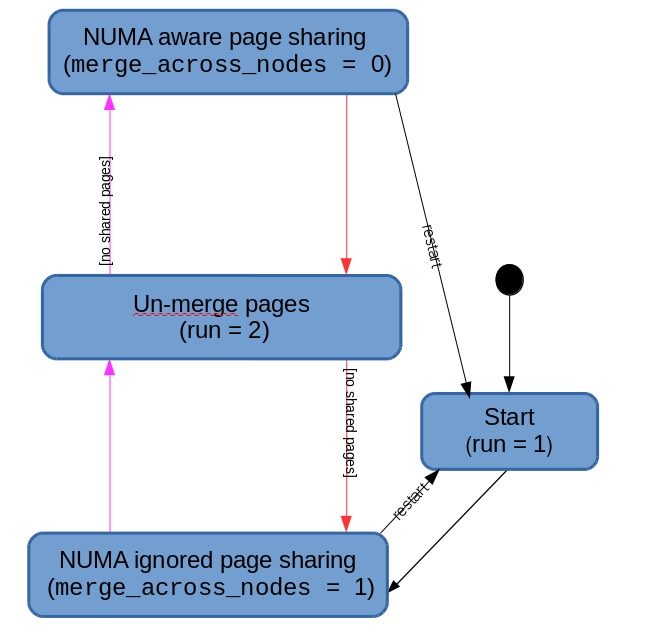 NUMA aware page sharing
(merge_across_nodes = 0)
[no shared pages]
restart
Un-merge pages
(run = 2)
[no shared pages]
Start
(run = 1)
restart
NUMA ignored page sharing
(merge_across_nodes = 1)